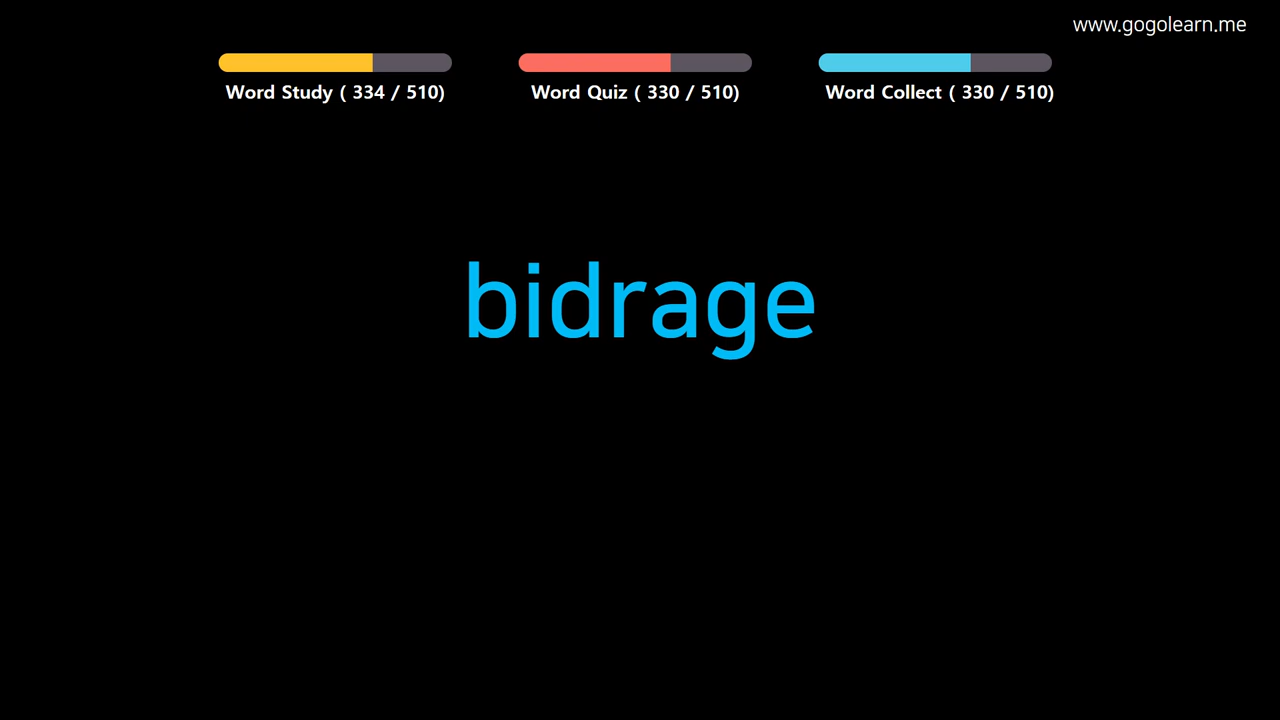 www.gogolearn.me
Word Study ( 334 / 510)
Word Quiz ( 330 / 510)
Word Collect ( 330 / 510)
bidrage